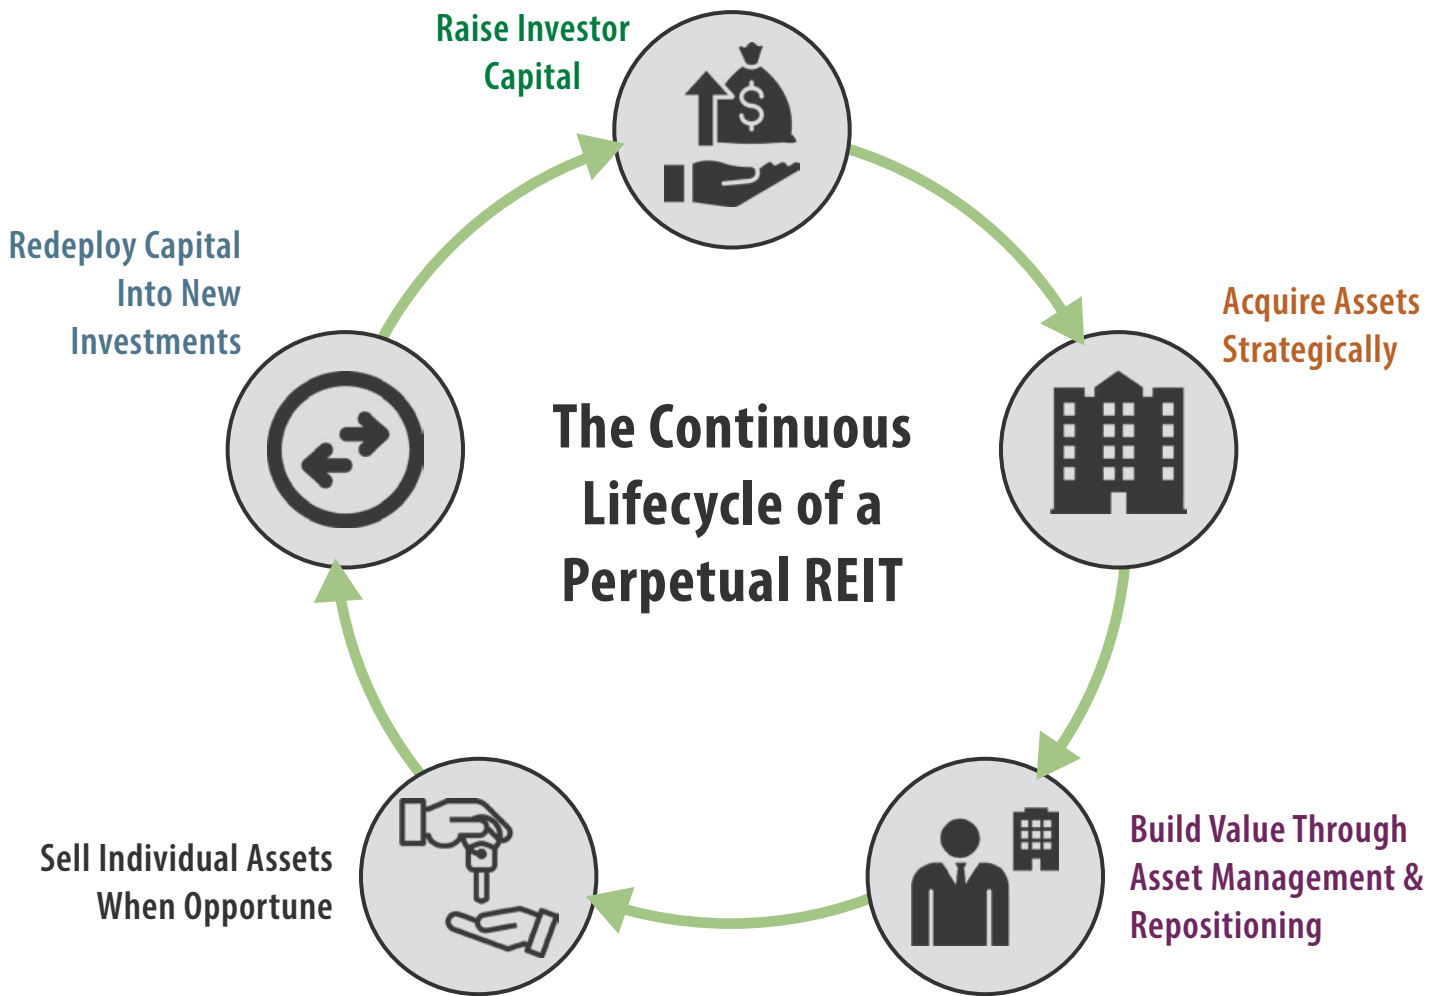 Raise Investor
Capital
Redeploy Capital
Into New
Investments
Acquire Assets
Strategically
The Continuous
Lifecycle of a
Perpetual REIT
Sell Individual Assets
When Opportune
Build Value Through
Asset Management &
Repositioning
$